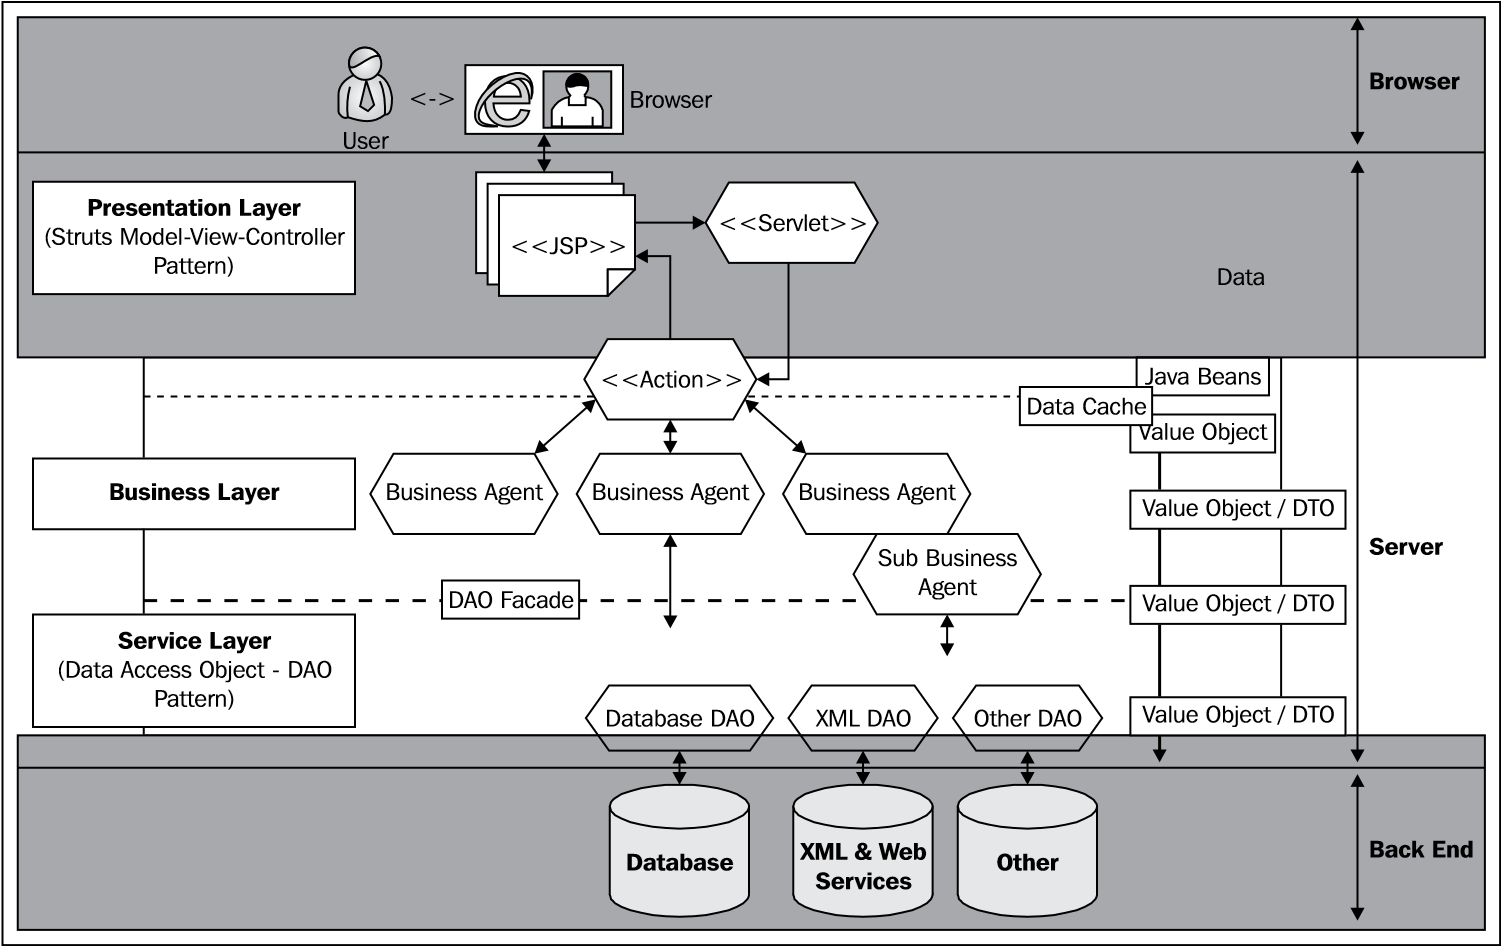 User
<->
Browser
Browser
Presentation Layer
(Struts Model-View-Controller
Pattern)
<<JSP>>
<<Servlet>>
Data
<<Action>>
Java Beans
Data Cache
Value Object
Business Layer
Business Agent
Business Agent
Business Agent
Value Object / DTO
Server
Sub Business
Agent
DAO Facade
Value Object / DTO
Service Layer
(Data Access Object - DAO
Pattern)
Database DAO
XML DAO
Other DAO
Value Object / DTO
Database
XML & Web
Services
Other
Back End